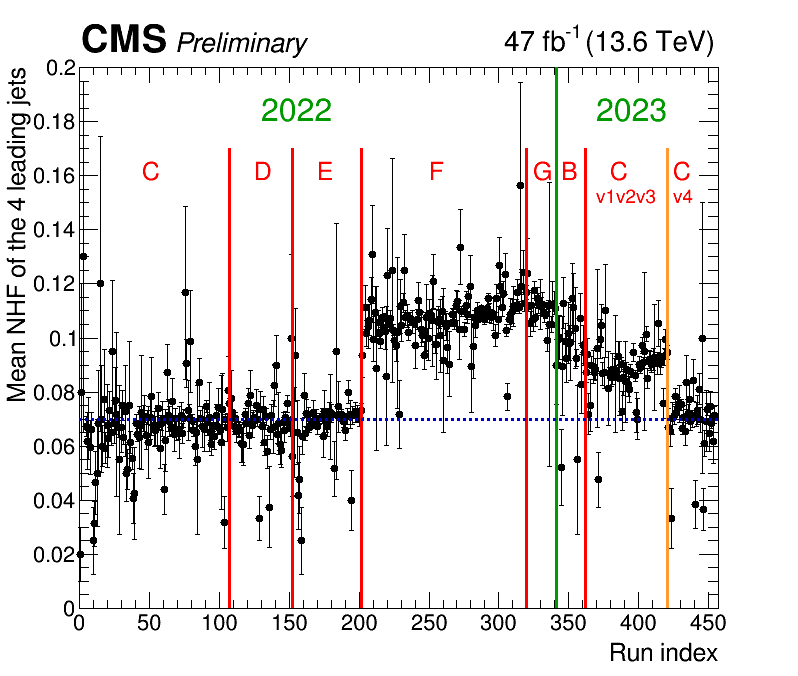 CMS Preliminary 47 fb-1 (13.6 TeV)
Mean NHF of the 4 leading jets
0.2
0.18
0.16
0.14
0.12
0.1
0.08
0.06
0.04
0.02
0
2022 2023
C D E F G B C C
v1v2v3 v4
0 50 100 150 200 250 300 350 400 450
Run index